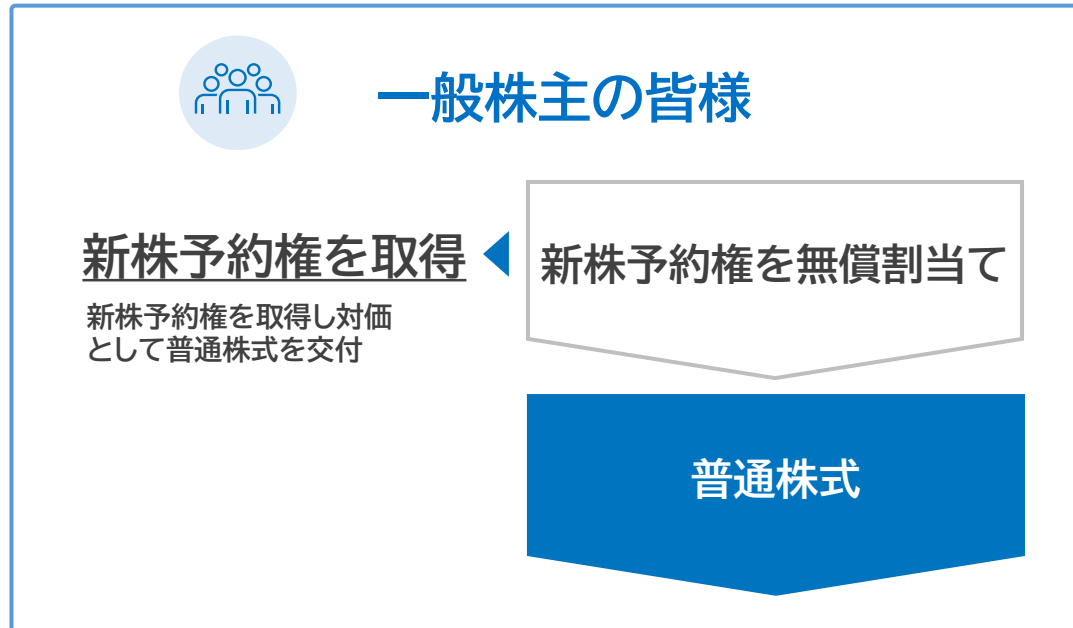 一般株主の皆様
新株予約権を取得
新株予約権を取得し対価
として普通株式を交付
新株予約権を無償割当て
普通株式